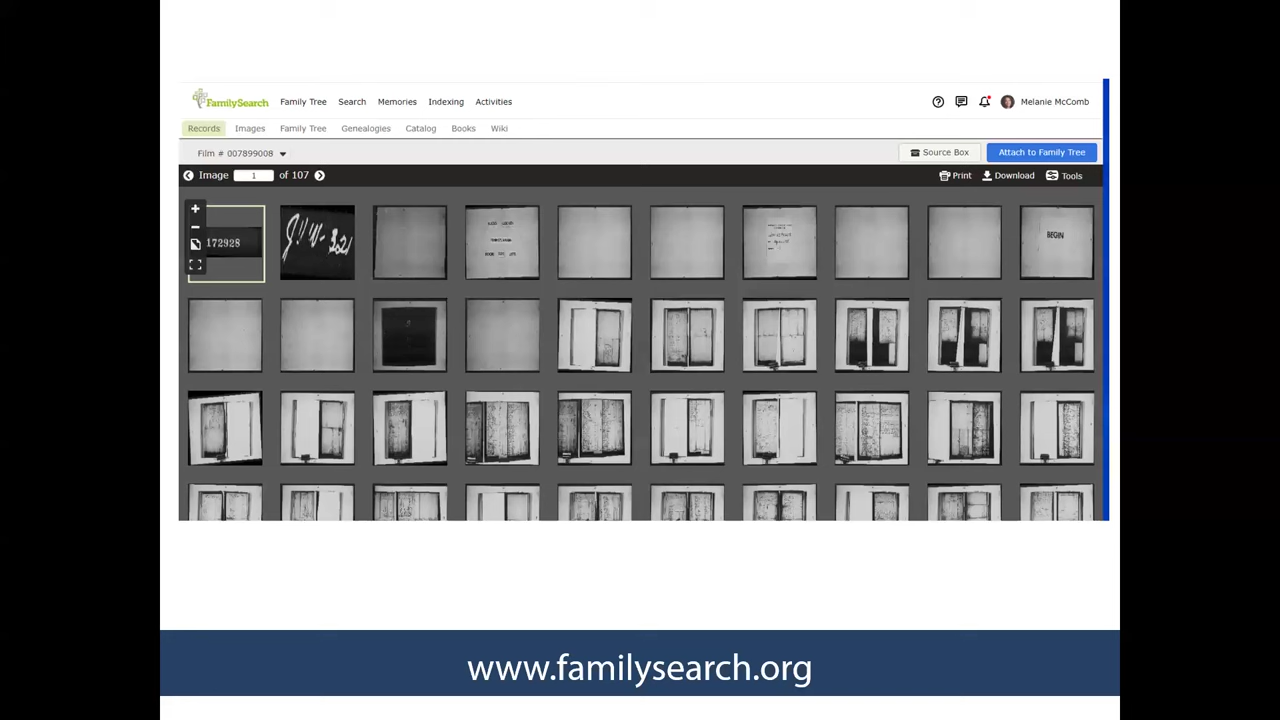 FamilySearch Family Tree Search Memories Indexing Activities Melanie McComb
Records Images Family Tree Genealogies Catalog Books Wiki
Film # 007899008 Source Box Attach to Family Tree
Image 1 of 107 Print Download Tools
172928
BEGIN
www.familysearch.org